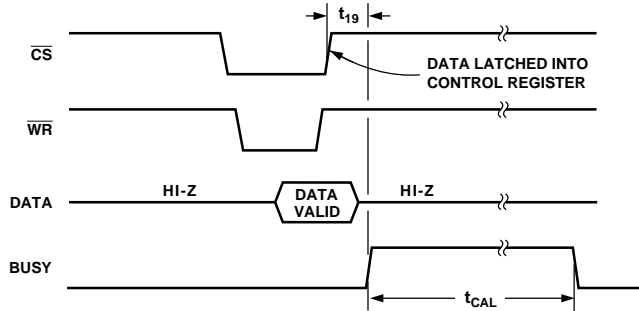 t19
CS
DATA LATCHED INTO
CONTROL REGISTER
WR
HI-Z
DATA
VALID
HI-Z
DATA
BUSY
tCAL